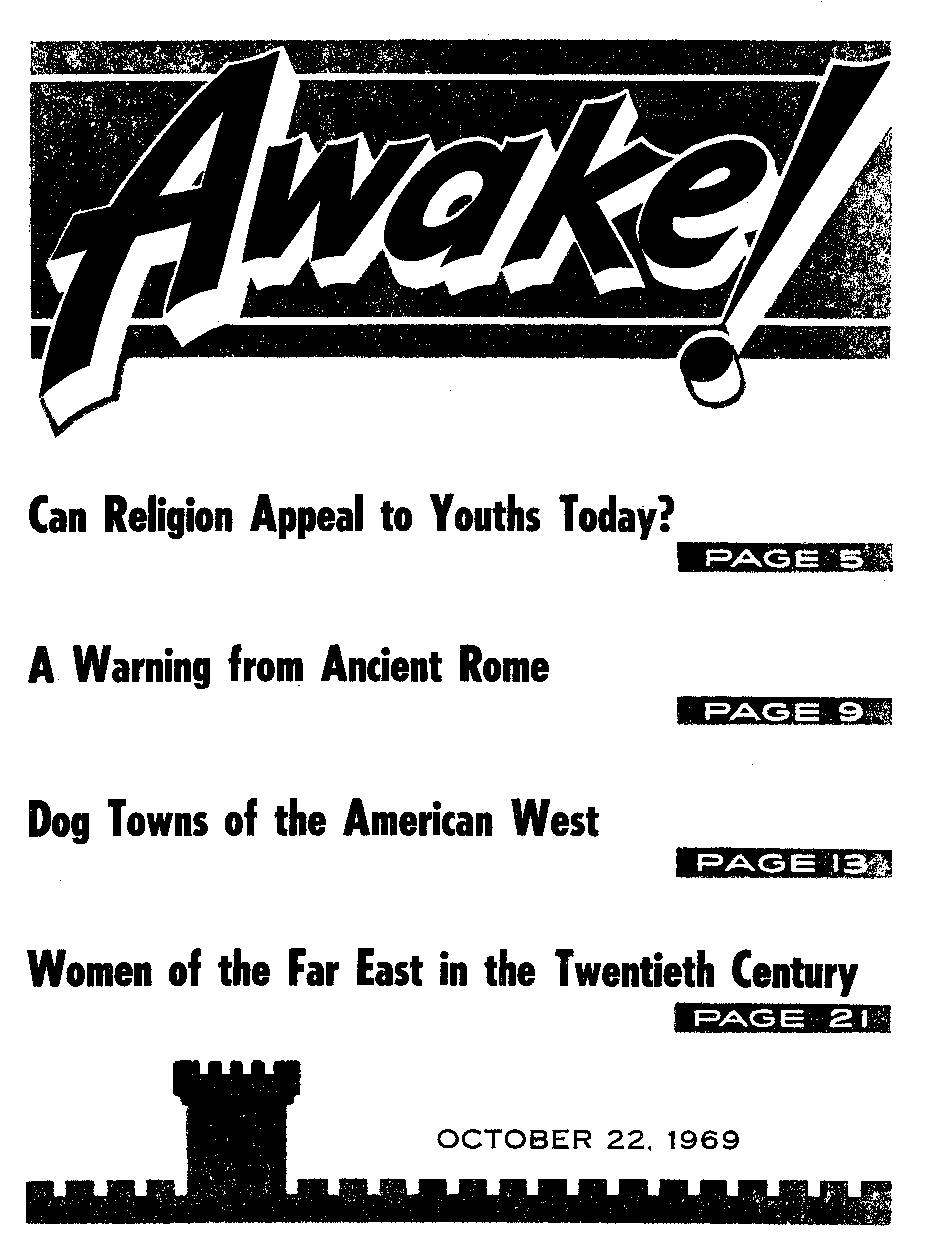 Awake!
Can Religion Appeal to Youths Today?
PAGE 5
A Warning from Ancient Rome
PAGE 9
Dog Towns of the American West
PAGE 13
Women of the Far East in the Twentieth Century
PAGE 21
OCTOBER 22, 1969